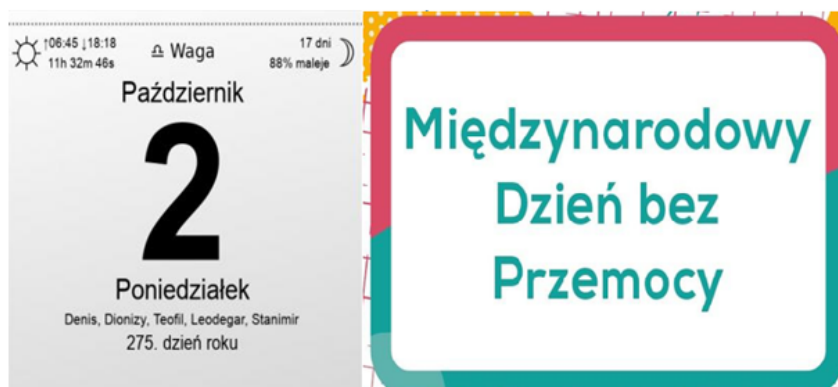 ↑06:45 ↓18:18
11h 32m 46s
♎ Waga
17 dni
88% maleje
Październik
2
Poniedziałek
Denis, Dionizy, Teofil, Leodegar, Stanimir
275. dzień roku
Międzynarodowy
Dzień bez
Przemocy